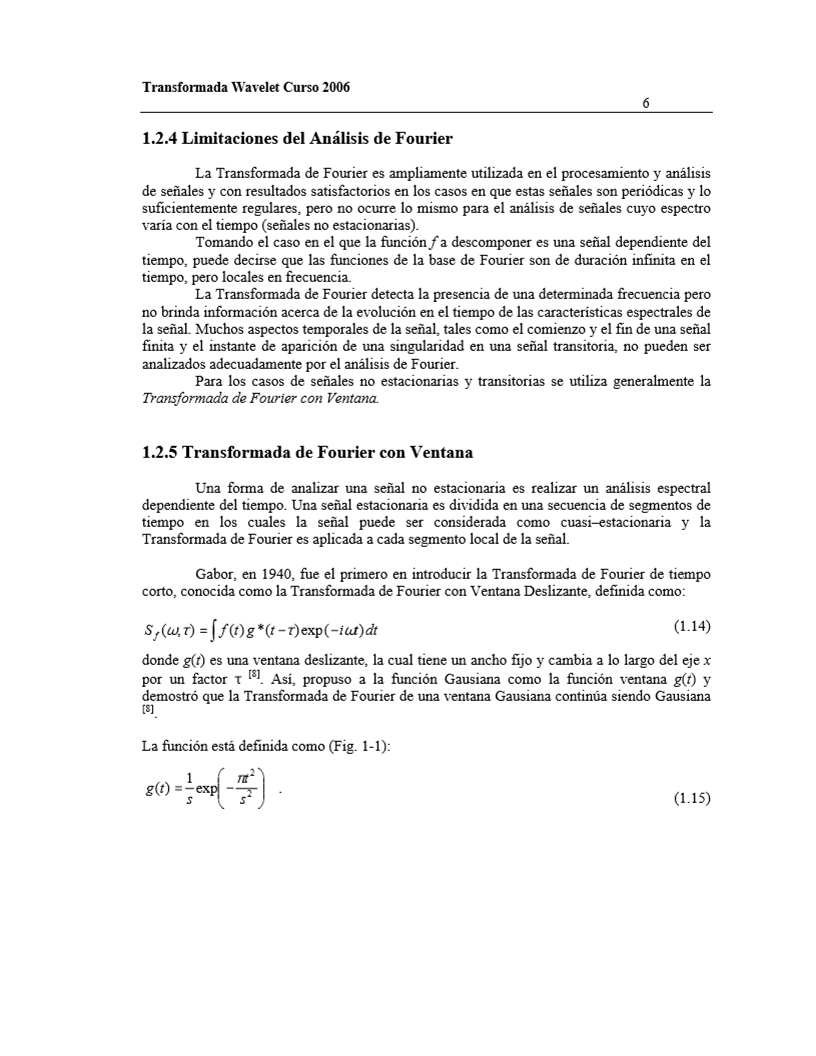 Transformada Wavelet Curso 2006
6
1.2.4 Limitaciones del Análisis de Fourier
La Transformada de Fourier es ampliamente utilizada en el procesamiento y análisis
de señales y con resultados satisfactorios en los casos en que estas señales son periódicas y lo
suficientemente regulares, pero no ocurre lo mismo para el análisis de señales cuyo espectro
varía con el tiempo (señales no estacionarias).
Tomando el caso en el que la función f a descomponer es una señal dependiente del
tiempo, puede decirse que las funciones de la base de Fourier son de duración infinita en el
tiempo, pero locales en frecuencia.
La Transformada de Fourier detecta la presencia de una determinada frecuencia pero
no brinda información acerca de la evolución en el tiempo de las características espectrales de
la señal. Muchos aspectos temporales de la señal, tales como el comienzo y el fin de una señal
finita y el instante de aparición de una singularidad en una señal transitoria, no pueden ser
analizados adecuadamente por el análisis de Fourier.
Para los casos de señales no estacionarias y transitorias se utiliza generalmente la
Transformada de Fourier con Ventana.
1.2.5 Transformada de Fourier con Ventana
Una forma de analizar una señal no estacionaria es realizar un análisis espectral
dependiente del tiempo. Una señal estacionaria es dividida en una secuencia de segmentos de
tiempo en los cuales la señal puede ser considerada como cuasi–estacionaria y la
Transformada de Fourier es aplicada a cada segmento local de la señal.
Gabor, en 1940, fue el primero en introducir la Transformada de Fourier de tiempo
corto, conocida como la Transformada de Fourier con Ventana Deslizante, definida como:
S_f(ω,τ) = ∫ f(t) g*(t − τ) exp(−iωt) dt (1.14)
donde g(t) es una ventana deslizante, la cual tiene un ancho fijo y cambia a lo largo del eje x
por un factor τ [8]. Así, propuso a la función Gausiana como la función ventana g(t) y
demostró que la Transformada de Fourier de una ventana Gausiana continúa siendo Gausiana
[8].
La función está definida como (Fig. 1-1):
g(t) = 1/s exp(− πt²/s²) . (1.15)